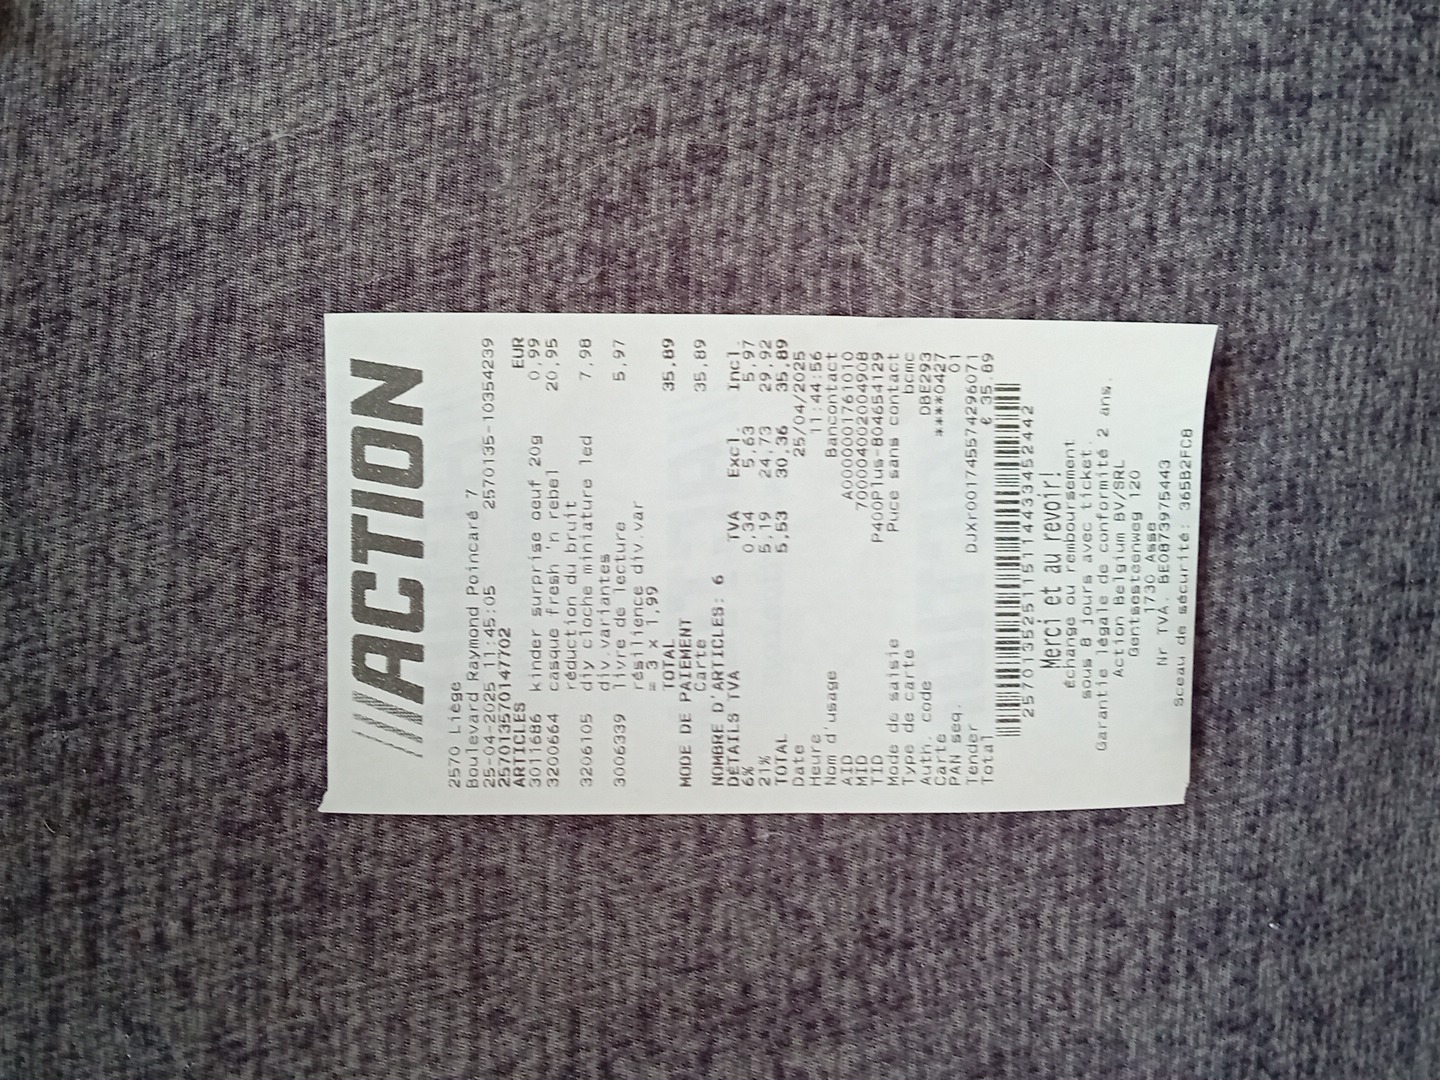 ///ACTION
2570 Liège
Boulevard Raymond Poincaré 7
25-04-2025 11:45:05 2570135-10354239
2570135701 47702
ARTICLES EUR
3011686 kinder surprise oeuf 20g 0,99
3200664 casque fresh 'n rebel 20,95
réduction du bruit
3206105 diy cloche miniature led 7,98
div.variantes
3006339 livie de lecture 5,97
résilience div.var
= 3 x 1,99
TOTAL 35,89
MODE DE PAIEMENT
Carte 35,89
NOMBRE D'ARTICLES: 6
DÉTAILS TVA TVA Excl. Incl.
6% 0,34 5,63 5,97
21% 5,19 24,73 29,92
TOTAL 5,53 30,36 35,89
Date 25/04/2025
Heure 11:44:56
Nom d'usage Bancontact
AID A0000001761010
MID 700004002004908
TID P400Plus-804654129
Mode de saisie Puce sans contact
Type de carte bcmc
Auth. code DBE293
Carte ****0427
PAN seq. 01
Tender DJXr001745574296071
Total € 35.89
257013525115114433452442
Merci et au revoir!
Échange ou remboursement
sous 8 jours avec ticket.
Garantie légale de conformité 2 ans.
Action Belgium BV/SRL
Gentsesteenweg 120
1730 Asse
Nr TVA. BE0873975443
Sceau de sécurité: 365B2FC8